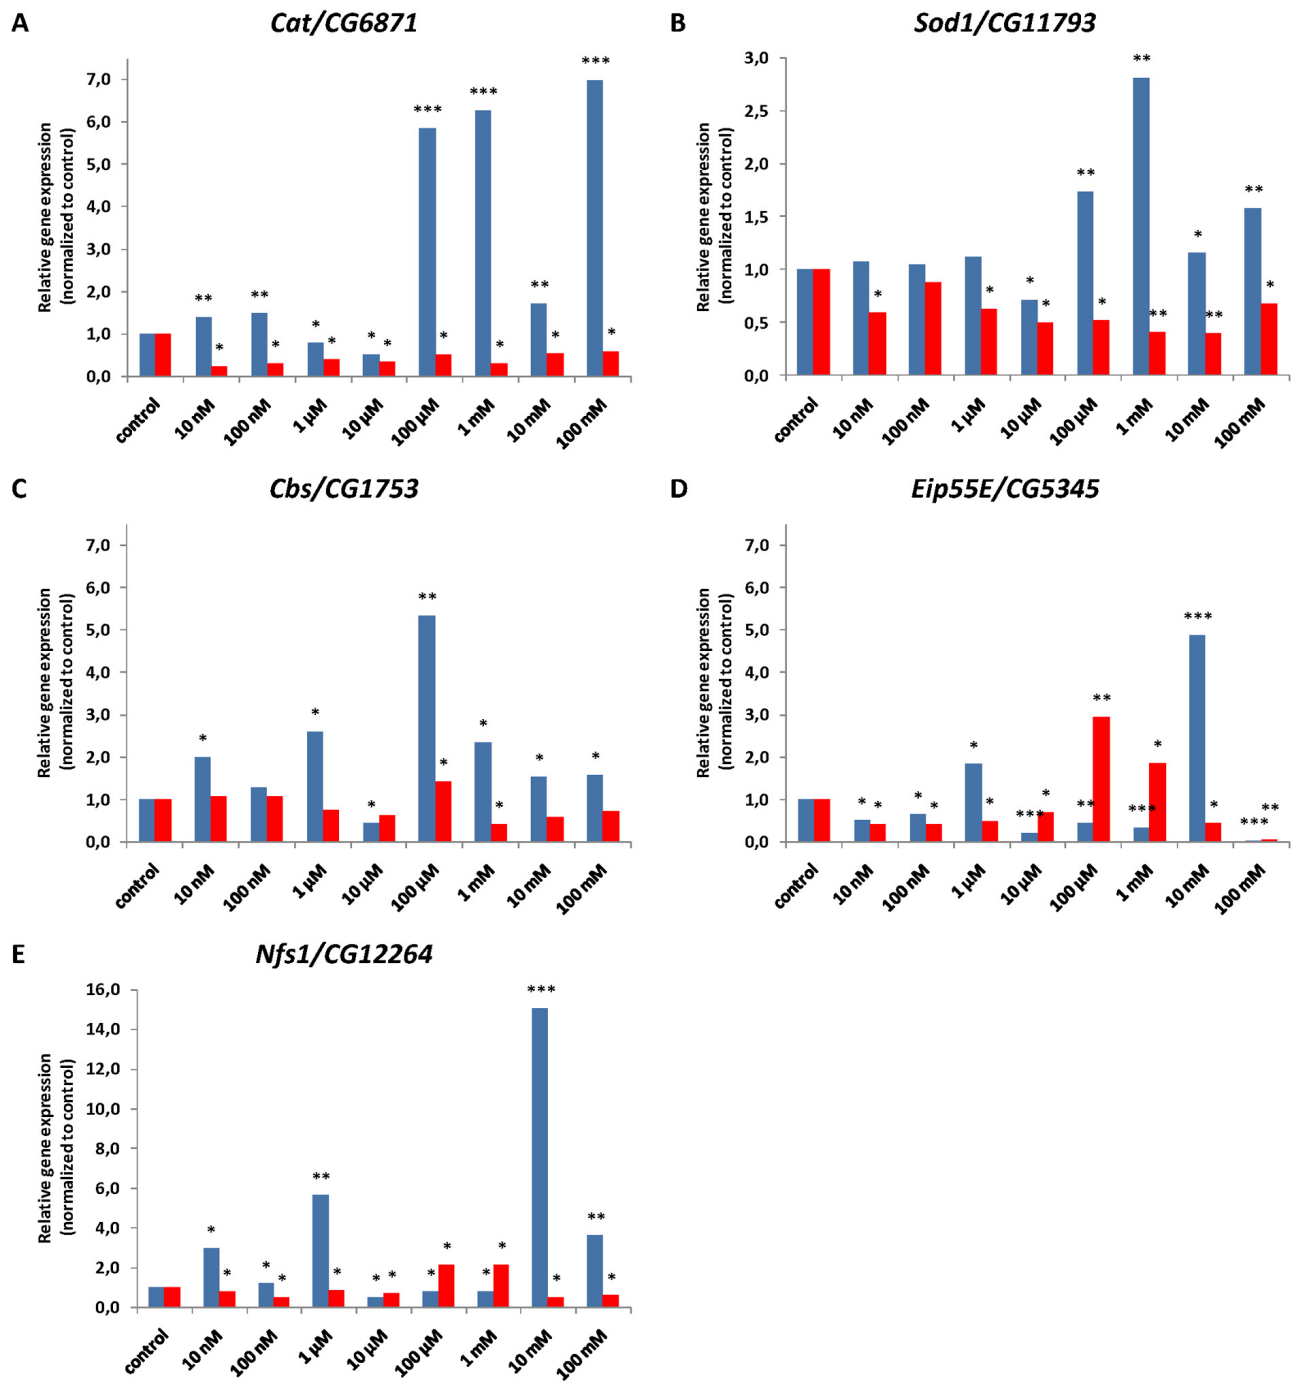 A
Cat/CG6871
Relative gene expression
(normalized to control)
7,0
6,0
5,0
4,0
3,0
2,0
1,0
0,0
** * ** * * * * * *** * *** * ** * *** *
control 10 nM 100 nM 1 µM 10 µM 100 µM 1 mM 10 mM 100 mM
B
Sod1/CG11793
Relative gene expression
(normalized to control)
3,0
2,5
2,0
1,5
1,0
0,5
0,0
* * * * ** * ** ** * ** ** *
control 10 nM 100 nM 1 µM 10 µM 100 µM 1 mM 10 mM 100 mM
C
Cbs/CG1753
Relative gene expression
(normalized to control)
7,0
6,0
5,0
4,0
3,0
2,0
1,0
0,0
* * * ** * * * * *
control 10 nM 100 nM 1 µM 10 µM 100 µM 1 mM 10 mM 100 mM
D
Eip55E/CG5345
Relative gene expression
(normalized to control)
7,0
6,0
5,0
4,0
3,0
2,0
1,0
0,0
* * * * * * *** * ** ** *** * *** * *** **
control 10 nM 100 nM 1 µM 10 µM 100 µM 1 mM 10 mM 100 mM
E
Nfs1/CG12264
Relative gene expression
(normalized to control)
16,0
14,0
12,0
10,0
8,0
6,0
4,0
2,0
0,0
* * * * ** * * * * * * * *** * ** *
control 10 nM 100 nM 1 µM 10 µM 100 µM 1 mM 10 mM 100 mM